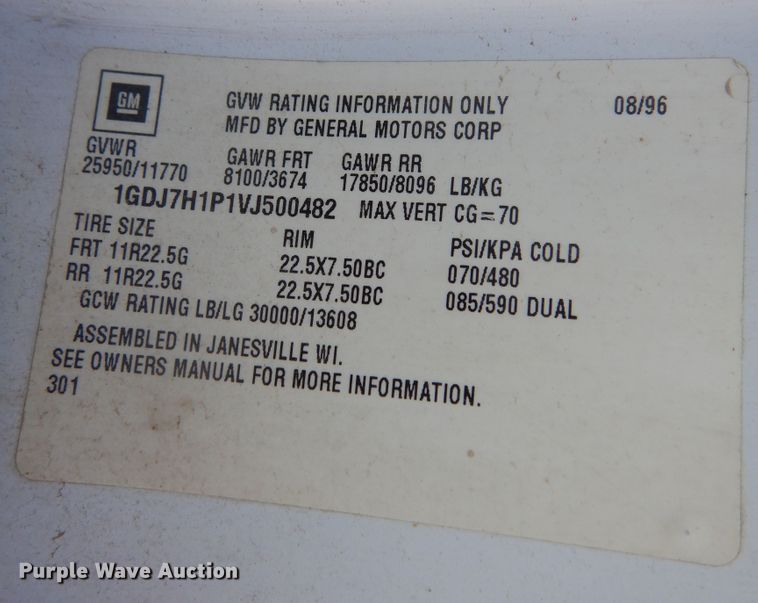 GM
GVW RATING INFORMATION ONLY 08/96
MFD BY GENERAL MOTORS CORP
GVWR GAWR FRT GAWR RR
25950/11770 8100/3674 17850/8096 LB/KG
1GDJ7H1P1VJ500482 MAX VERT CG=70
TIRE SIZE RIM PSI/KPA COLD
FRT 11R22.5G 22.5X7.50BC 070/480
RR 11R22.5G 22.5X7.50BC 085/590 DUAL
GCW RATING LB/LG 30000/13608
ASSEMBLED IN JANESVILLE WI.
SEE OWNERS MANUAL FOR MORE INFORMATION.
301
Purple Wave Auction